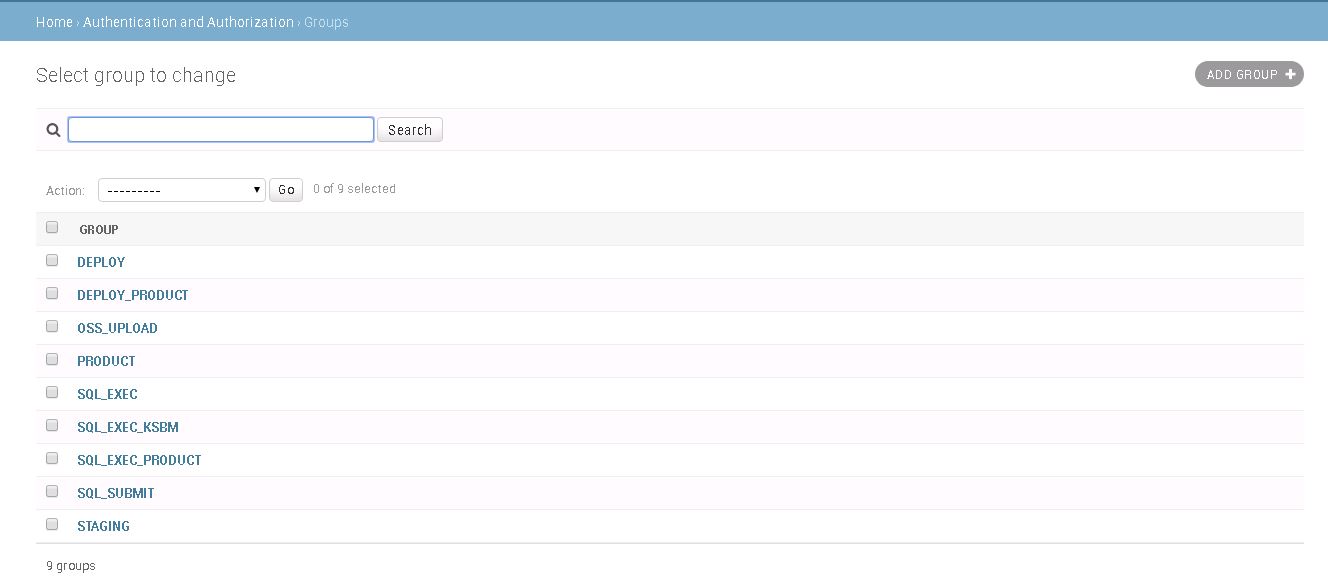 Home › Authentication and Authorization › Groups
Select group to change
ADD GROUP +
Search
Action: --------- Go 0 of 9 selected
GROUP
DEPLOY
DEPLOY_PRODUCT
OSS_UPLOAD
PRODUCT
SQL_EXEC
SQL_EXEC_KSBM
SQL_EXEC_PRODUCT
SQL_SUBMIT
STAGING
9 groups